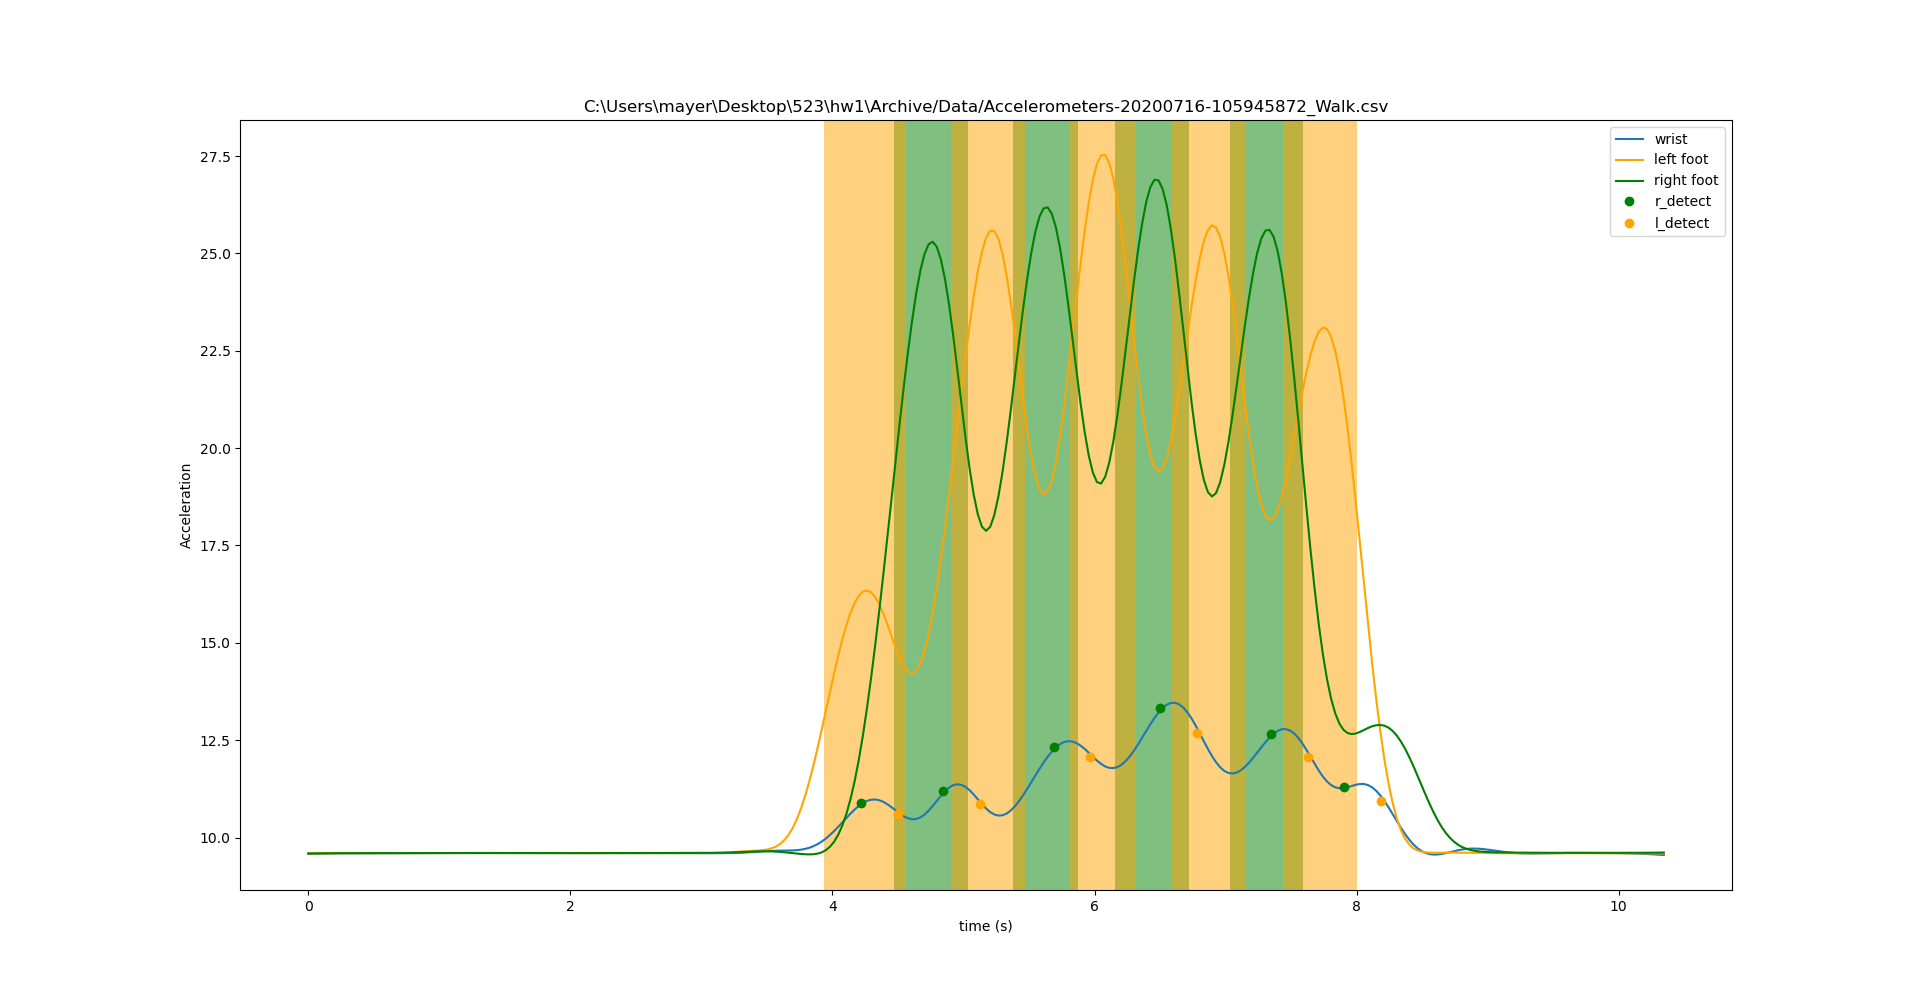 C:\Users\mayer\Desktop\523\hw1\Archive/Data/Accelerometers-20200716-105945872_Walk.csv
27.5
25.0
22.5
20.0
17.5
15.0
12.5
10.0
Acceleration
wrist
left foot
right foot
r_detect
l_detect
0 2 4 6 8 10
time (s)